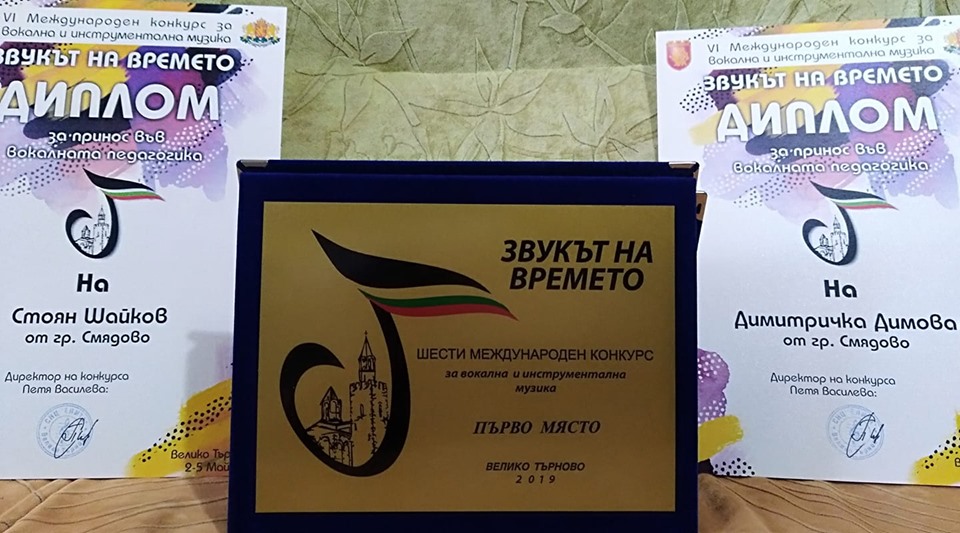 VI Международен конкурс за
вокална и инструментална музика
ЗВУКЪТ НА ВРЕМЕТО
ДИПЛОМ
за принос във
вокалната педагогика
На
Стоян Шайков
от гр. Смядово
Директор на конкурса
Петя Василева:
2-5 Май
ЗВУКЪТ НА
ВРЕМЕТО
ШЕСТИ МЕЖДУНАРОДЕН КОНКУРС
за вокална и инструментална
музика
ПЪРВО МЯСТО
ВЕЛИКО ТЪРНОВО
2019
VI Международен конкурс за
вокална и инструментална музика
ЗВУКЪТ НА ВРЕМЕТО
ДИПЛОМ
за принос във
вокалната педагогика
На
Димитричка Димова
от гр. Смядово
Директор на конкурса
Петя Василева: